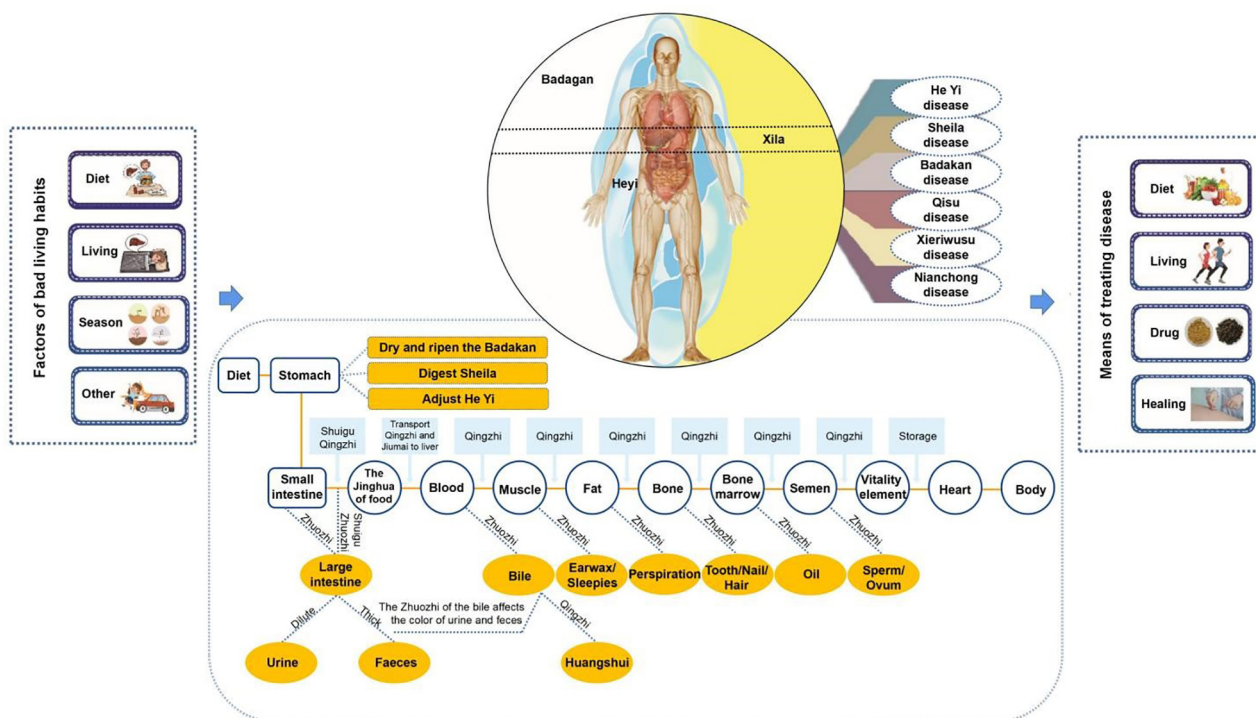 Factors of bad living habits
Diet
Living
Season
Other
Badagan
Xila
Heyi
He Yi
disease
Sheila
disease
Badakan
disease
Qisu
disease
Xieriwusu
disease
Nianchong
disease
Means of treating disease
Diet
Living
Drug
Healing
Diet
Stomach
Dry and ripen the Badakan
Digest Sheila
Adjust He Yi
Shuigu
Qingzhi
Transport
Qingzhi and
Jiumai to liver
Qingzhi
Qingzhi
Qingzhi
Qingzhi
Qingzhi
Qingzhi
Storage
Small
intestine
The
Jinghua
of food
Blood
Muscle
Fat
Bone
Bone
marrow
Semen
Vitality
element
Heart
Body
Zhuozhi
Shuigu
Zhuozhi
Zhuozhi
Zhuozhi
Zhuozhi
Zhuozhi
Zhuozhi
Zhuozhi
Large
intestine
Bile
Earwax/
Sleepies
Perspiration
Tooth/Nail/
Hair
Oil
Sperm/
Ovum
Dilute
Thick
The Zhuozhi of the bile affects
the color of urine and feces
Qingzhi
Urine
Faeces
Huangshui